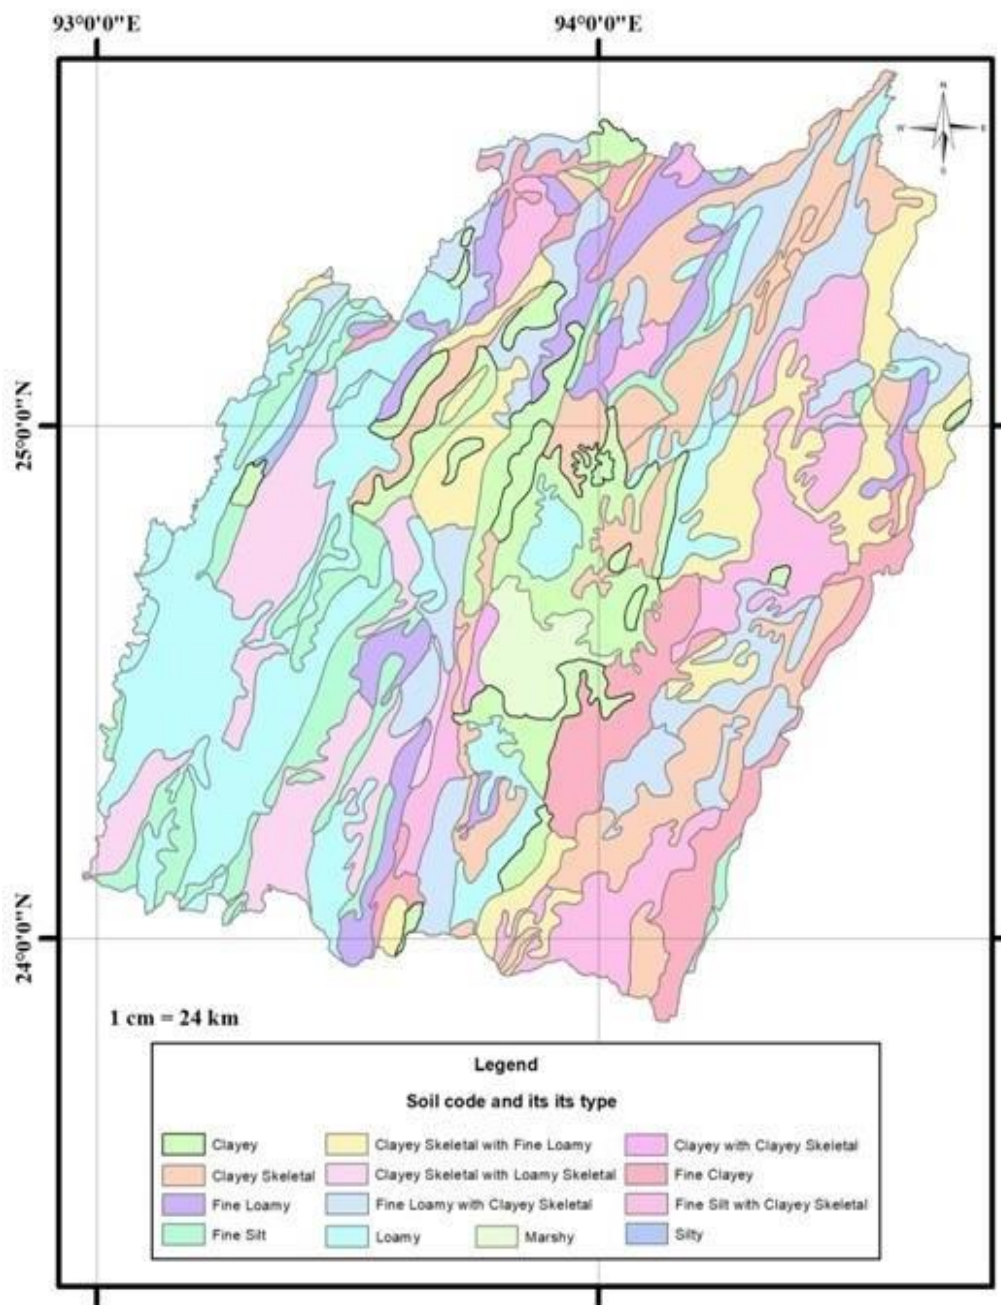 93°0'0"E 94°0'0"E
N
W E
S
25°0'0"N
24°0'0"N
1 cm = 24 km
Legend
Soil code and its its type
Clayey
Clayey Skeletal
Fine Loamy
Fine Silt
Clayey Skeletal with Fine Loamy
Clayey Skeletal with Loamy Skeletal
Fine Loamy with Clayey Skeletal
Loamy
Marshy
Clayey with Clayey Skeletal
Fine Clayey
Fine Silt with Clayey Skeletal
Silty